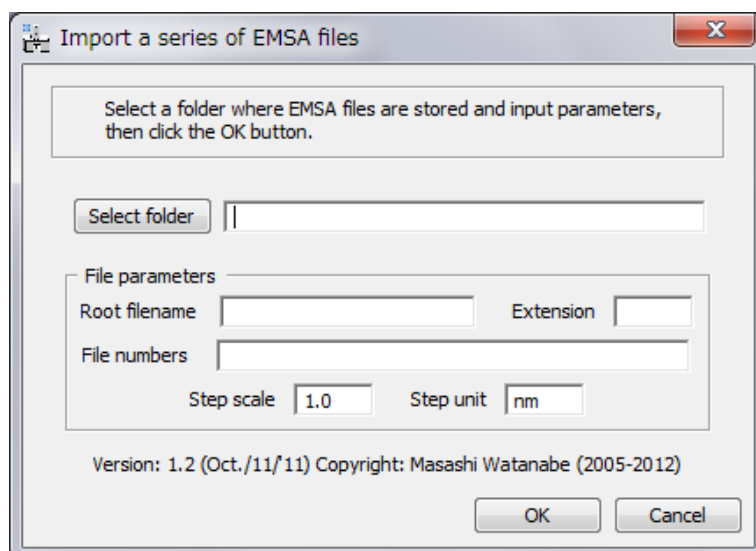 Import a series of EMSA files
Select a folder where EMSA files are stored and input parameters,
then click the OK button.
Select folder
File parameters
Root filename Extension
File numbers
Step scale 1.0 Step unit nm
Version: 1.2 (Oct./11/'11) Copyright: Masashi Watanabe (2005-2012)
OK Cancel